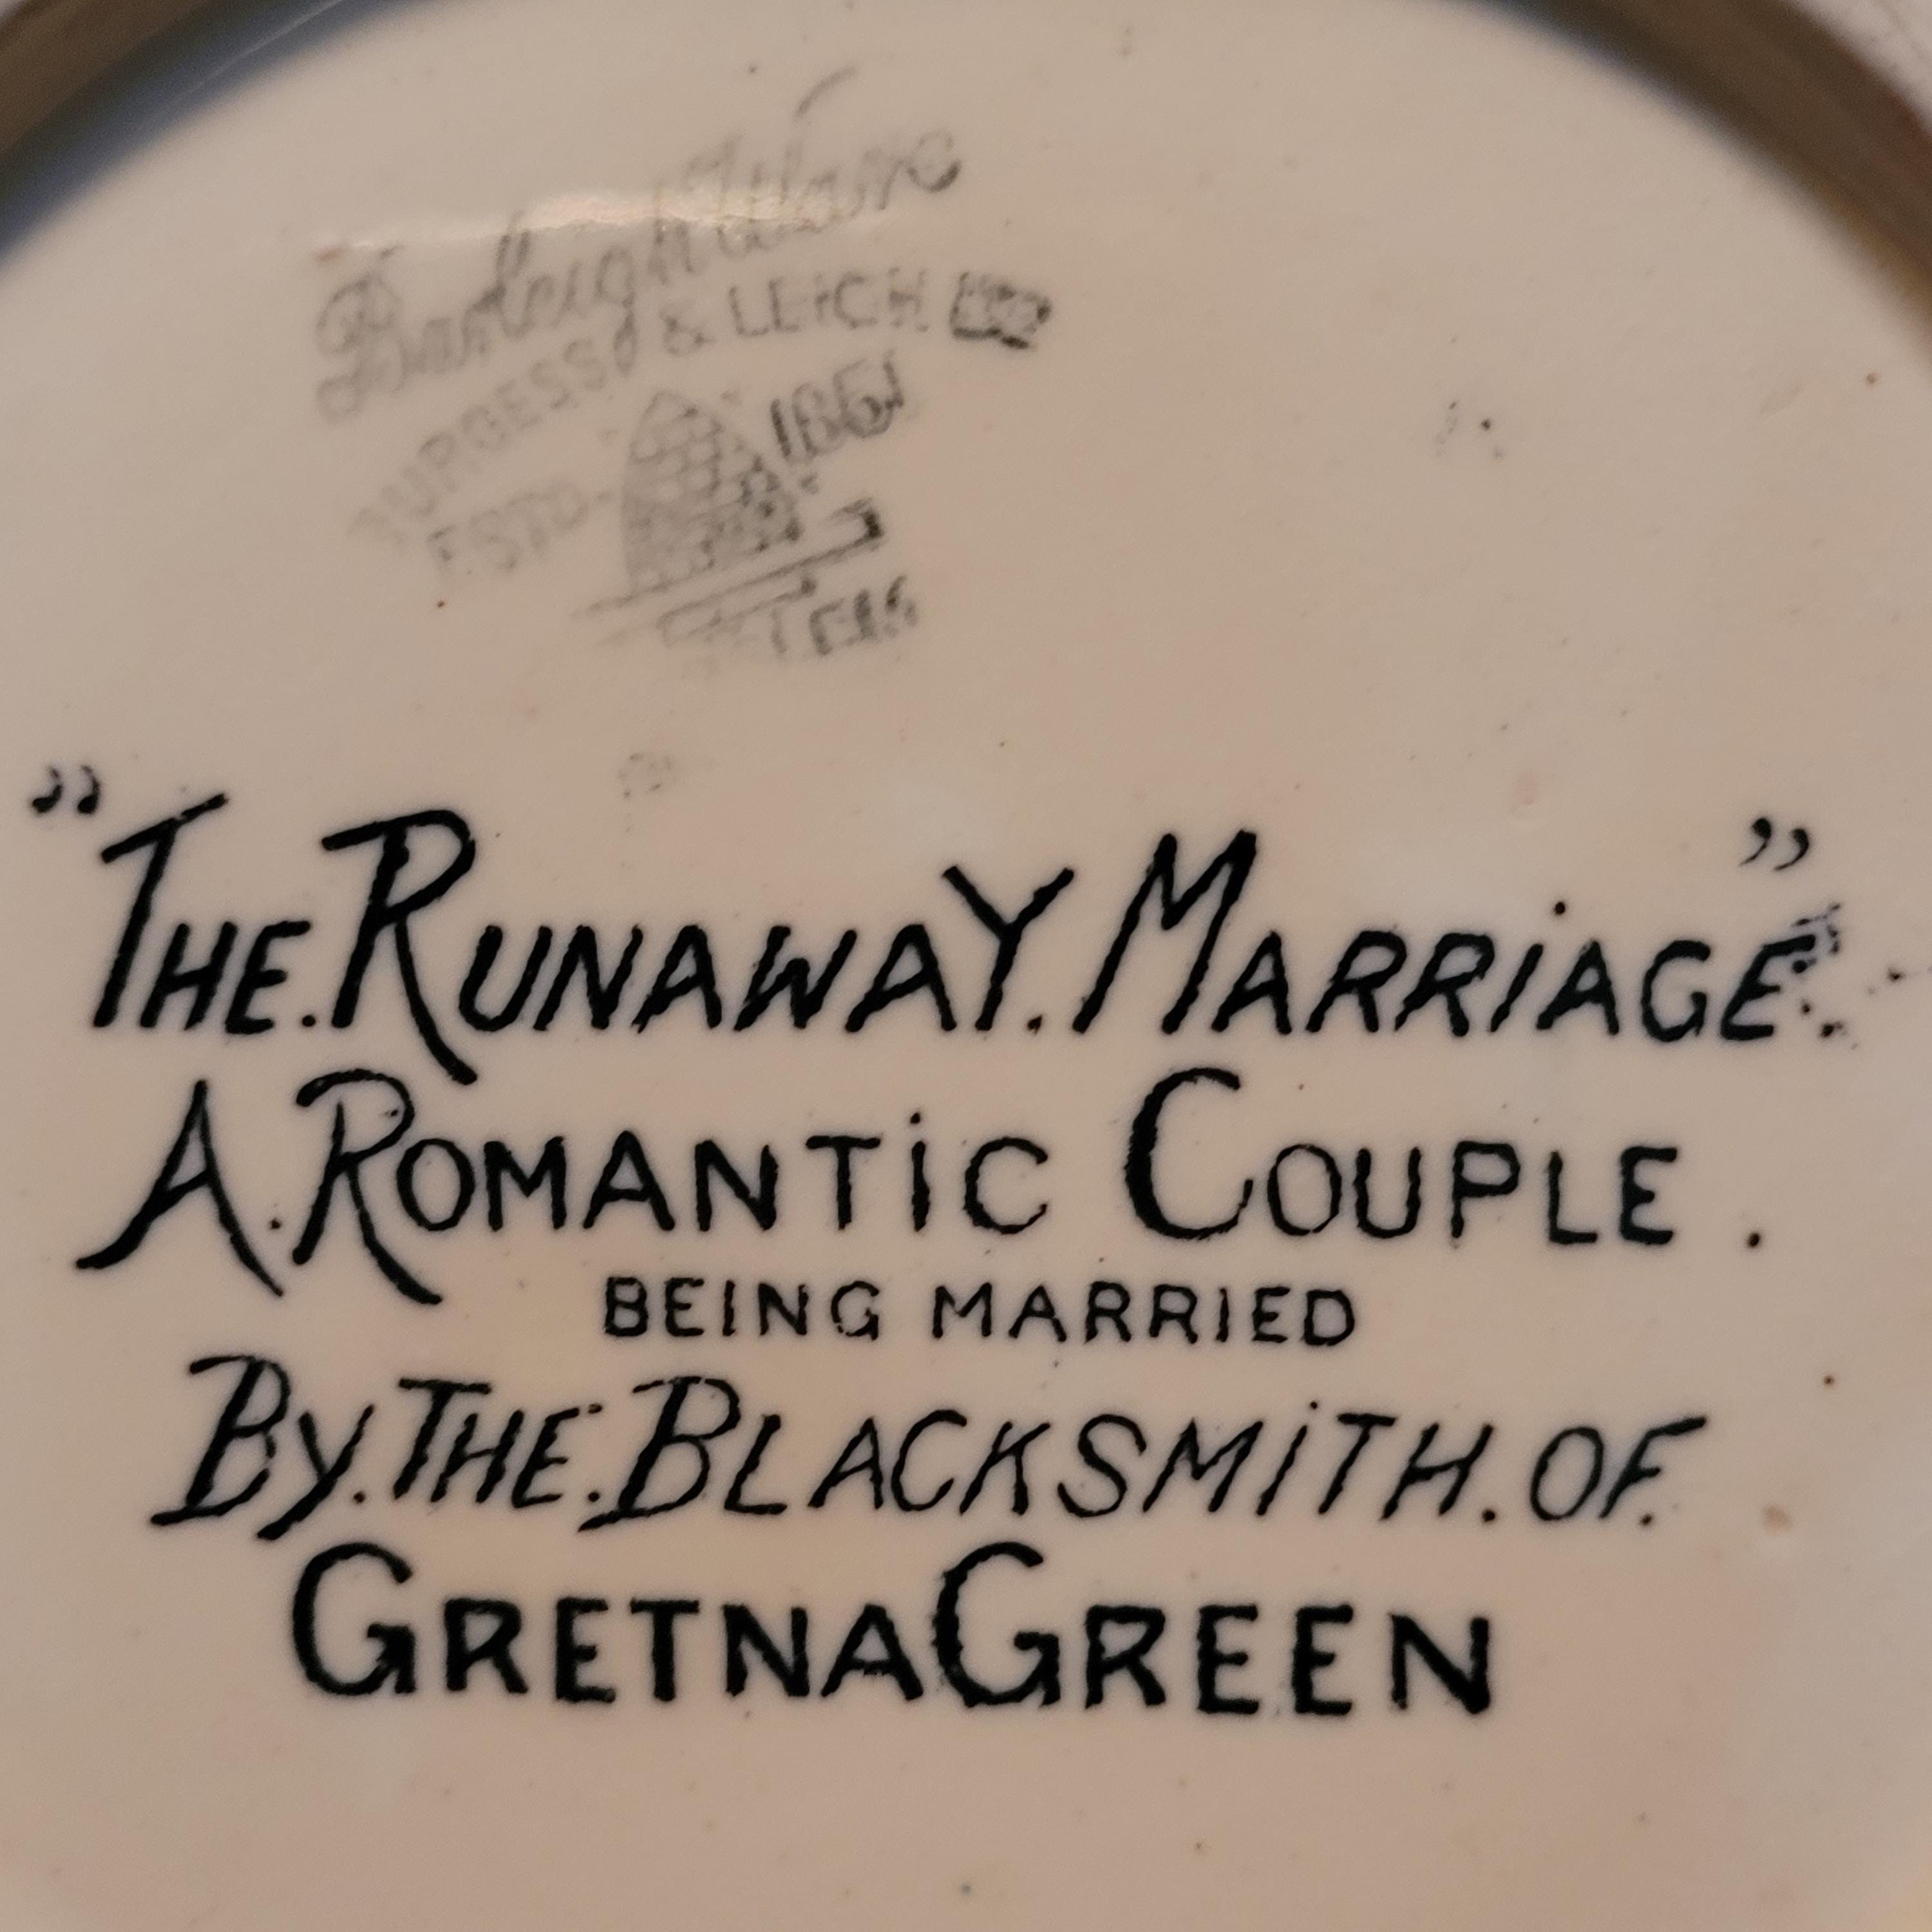 Burleigh Ware
BURGESS & LEIGH LTD
ESTD. 1851
”THE.RUNAWAY.MARRIAGE.”
A.ROMANTIC COUPLE.
BEING MARRIED
BY.THE.BLACKSMITH.OF.
GRETNA GREEN